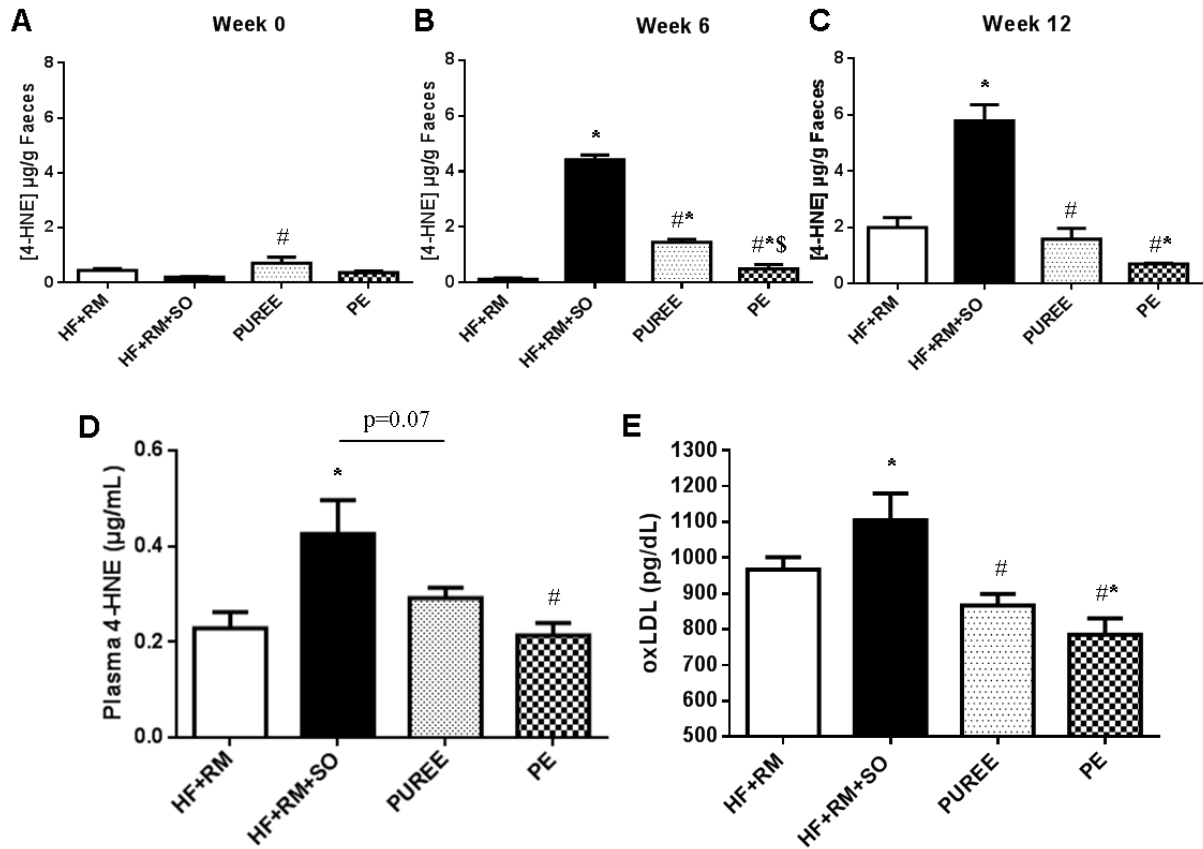 A
Week 0
[4-HNE] µg/g Faeces
8
6
4
2
0
#
HF+RM
HF+RM+SO
PUREE
PE
B
Week 6
[4-HNE] µg/g Faeces
8
6
4
2
0
*
#*
#*$
HF+RM
HF+RM+SO
PUREE
PE
C
Week 12
[4-HNE] µg/g Faeces
8
6
4
2
0
*
#
#*
HF+RM
HF+RM+SO
PUREE
PE
D
p=0.07
Plasma 4-HNE (µg/mL)
0.6
0.4
0.2
0.0
*
#
HF+RM
HF+RM+SO
PUREE
PE
E
oxLDL (pg/dL)
1300
1200
1100
1000
900
800
700
600
500
*
#
#*
HF+RM
HF+RM+SO
PUREE
PE